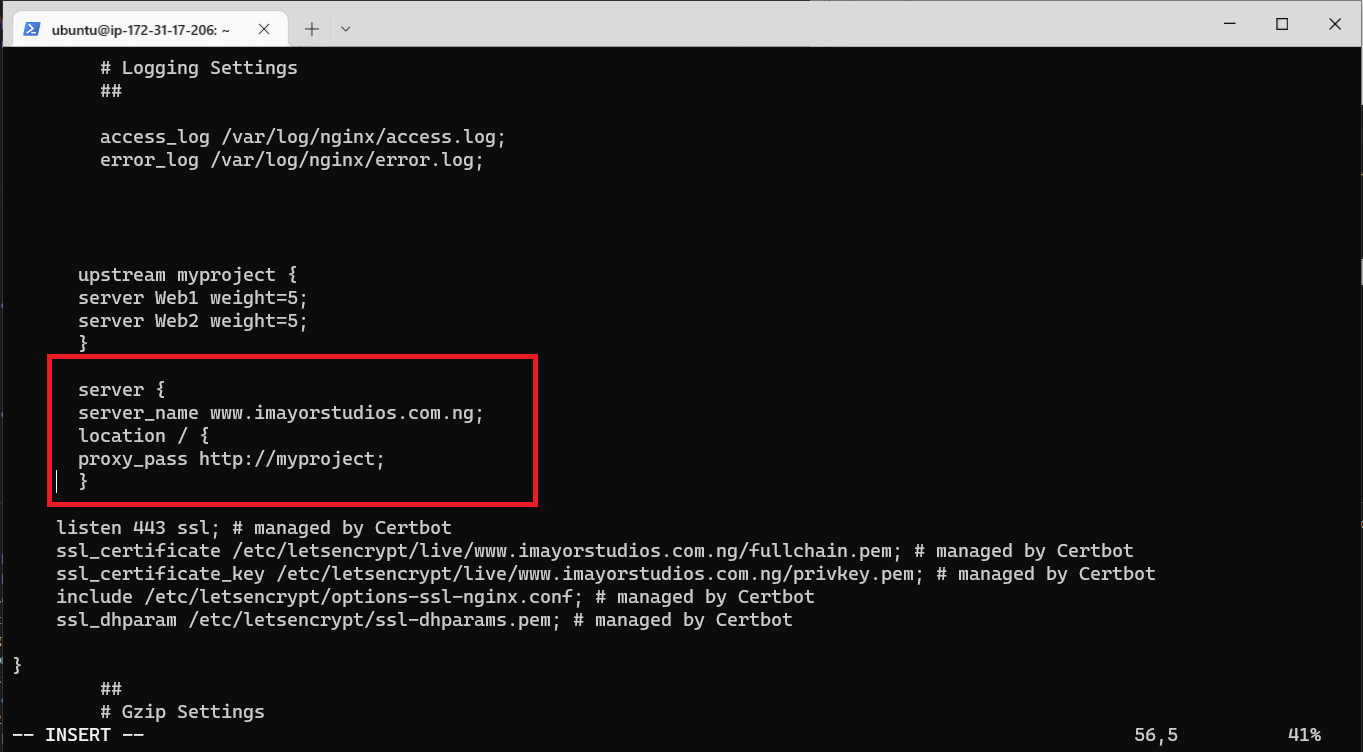 ubuntu@ip-172-31-17-206: ~
# Logging Settings
##
access_log /var/log/nginx/access.log;
error_log /var/log/nginx/error.log;
upstream myproject {
server Web1 weight=5;
server Web2 weight=5;
}
server {
server_name www.imayorstudios.com.ng;
location / {
proxy_pass http://myproject;
}
listen 443 ssl; # managed by Certbot
ssl_certificate /etc/letsencrypt/live/www.imayorstudios.com.ng/fullchain.pem; # managed by Certbot
ssl_certificate_key /etc/letsencrypt/live/www.imayorstudios.com.ng/privkey.pem; # managed by Certbot
include /etc/letsencrypt/options-ssl-nginx.conf; # managed by Certbot
ssl_dhparam /etc/letsencrypt/ssl-dhparams.pem; # managed by Certbot
}
##
# Gzip Settings
-- INSERT -- 56,5 41%